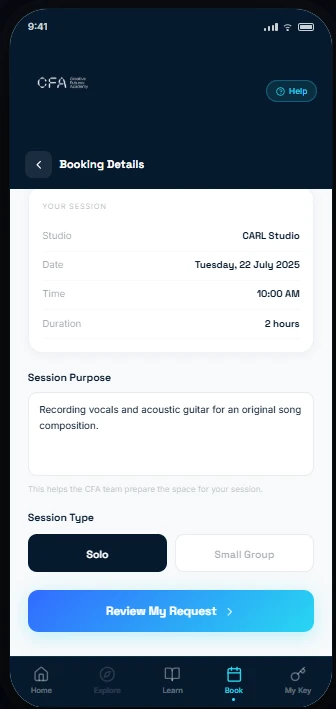 9:41
CFA
Creative
Futures
Academy
Help
Booking Details
YOUR SESSION
Studio CARL Studio
Date Tuesday, 22 July 2025
Time 10:00 AM
Duration 2 hours
Session Purpose
Recording vocals and acoustic guitar for an original song
composition.
This helps the CFA team prepare the space for your session.
Session Type
Solo Small Group
Review My Request
Home Explore Learn Book My Key